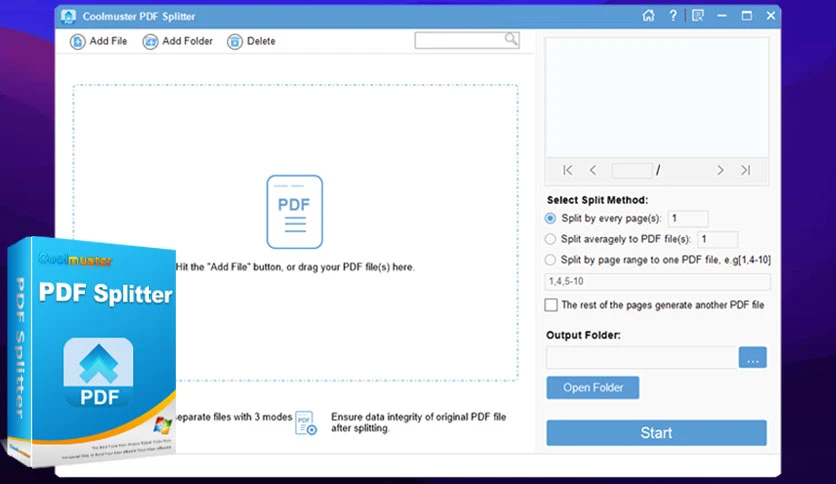 Coolmuster PDF Splitter
?
Add File Add Folder Delete
PDF
Hit the "Add File" button, or drag your PDF file(s) here.
eparate files with 3 modes
PDF
Ensure data integrity of original PDF file
after splitting.
/
Select Split Method:
Split by every page(s): 1
Split averagely to PDF file(s): 1
Split by page range to one PDF file, e.g[1,4-10]
1,4,5-10
The rest of the pages generate another PDF file
Output Folder:
...
Open Folder
Start
Coolmuster
PDF Splitter
PDF
PDF Splitter